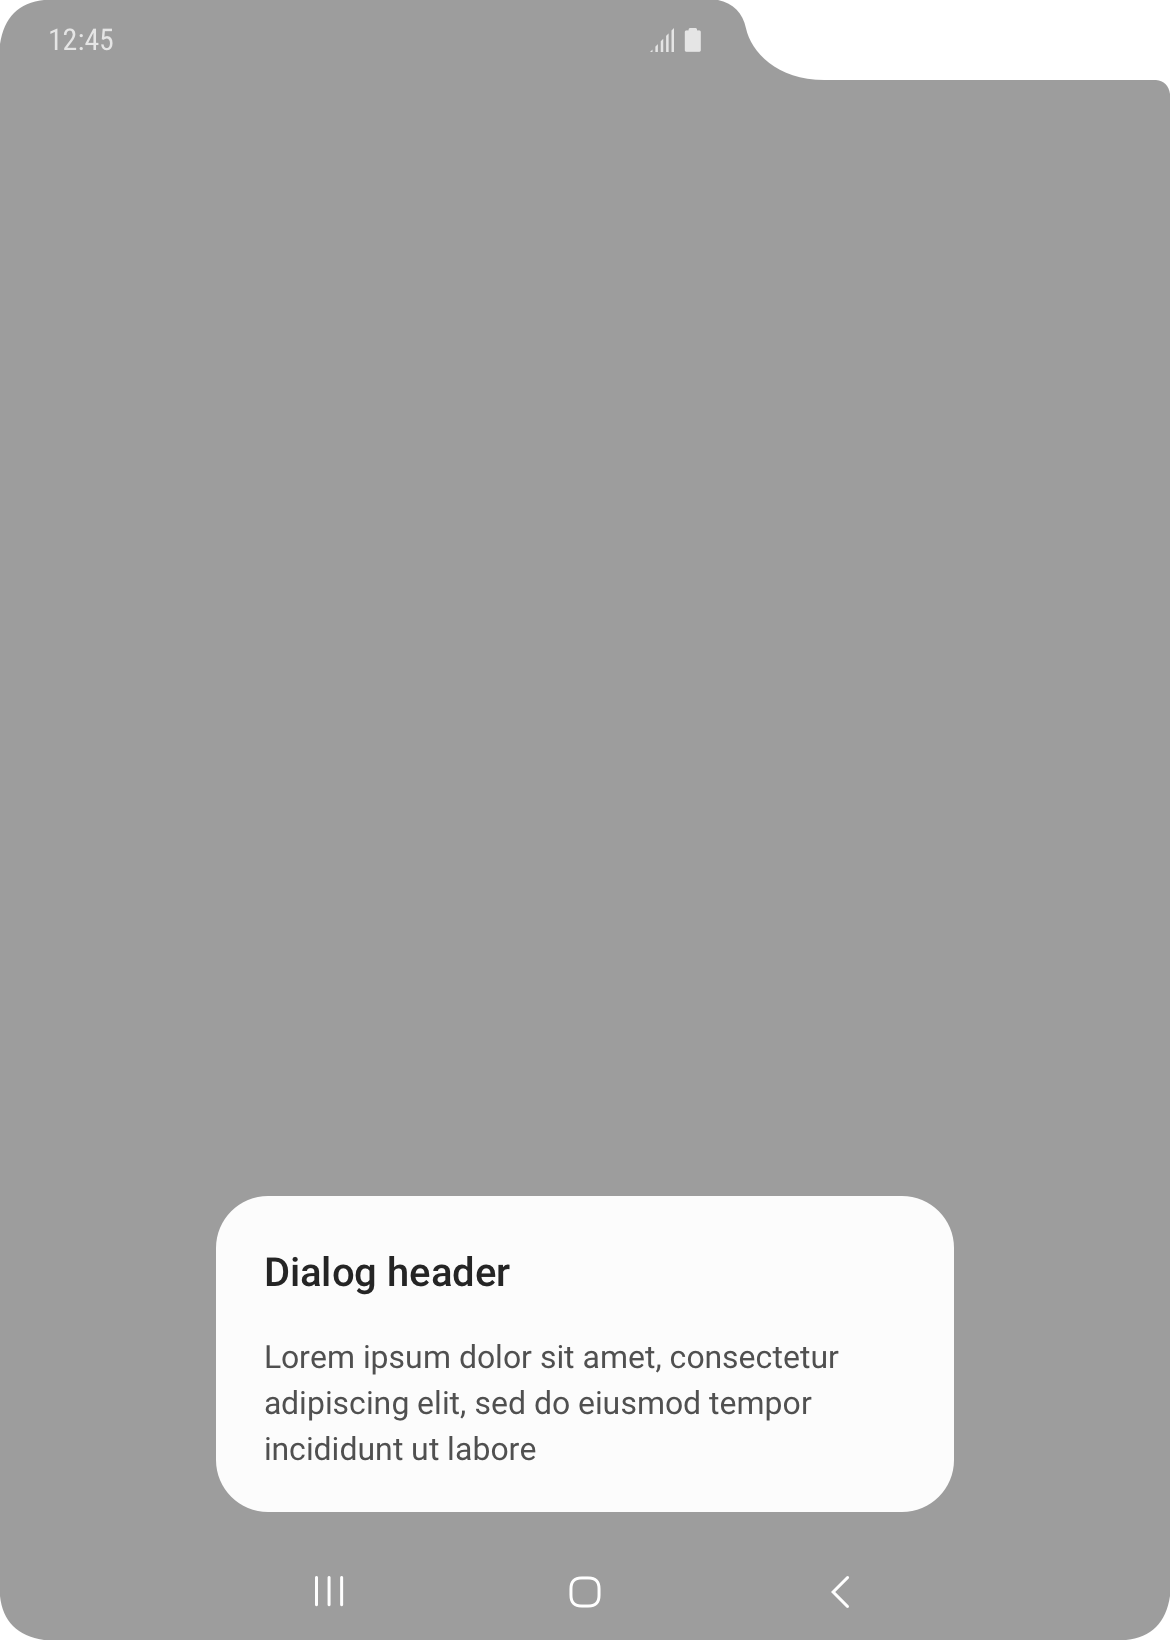 12:45
Dialog header
Lorem ipsum dolor sit amet, consectetur
adipiscing elit, sed do eiusmod tempor
incididunt ut labore